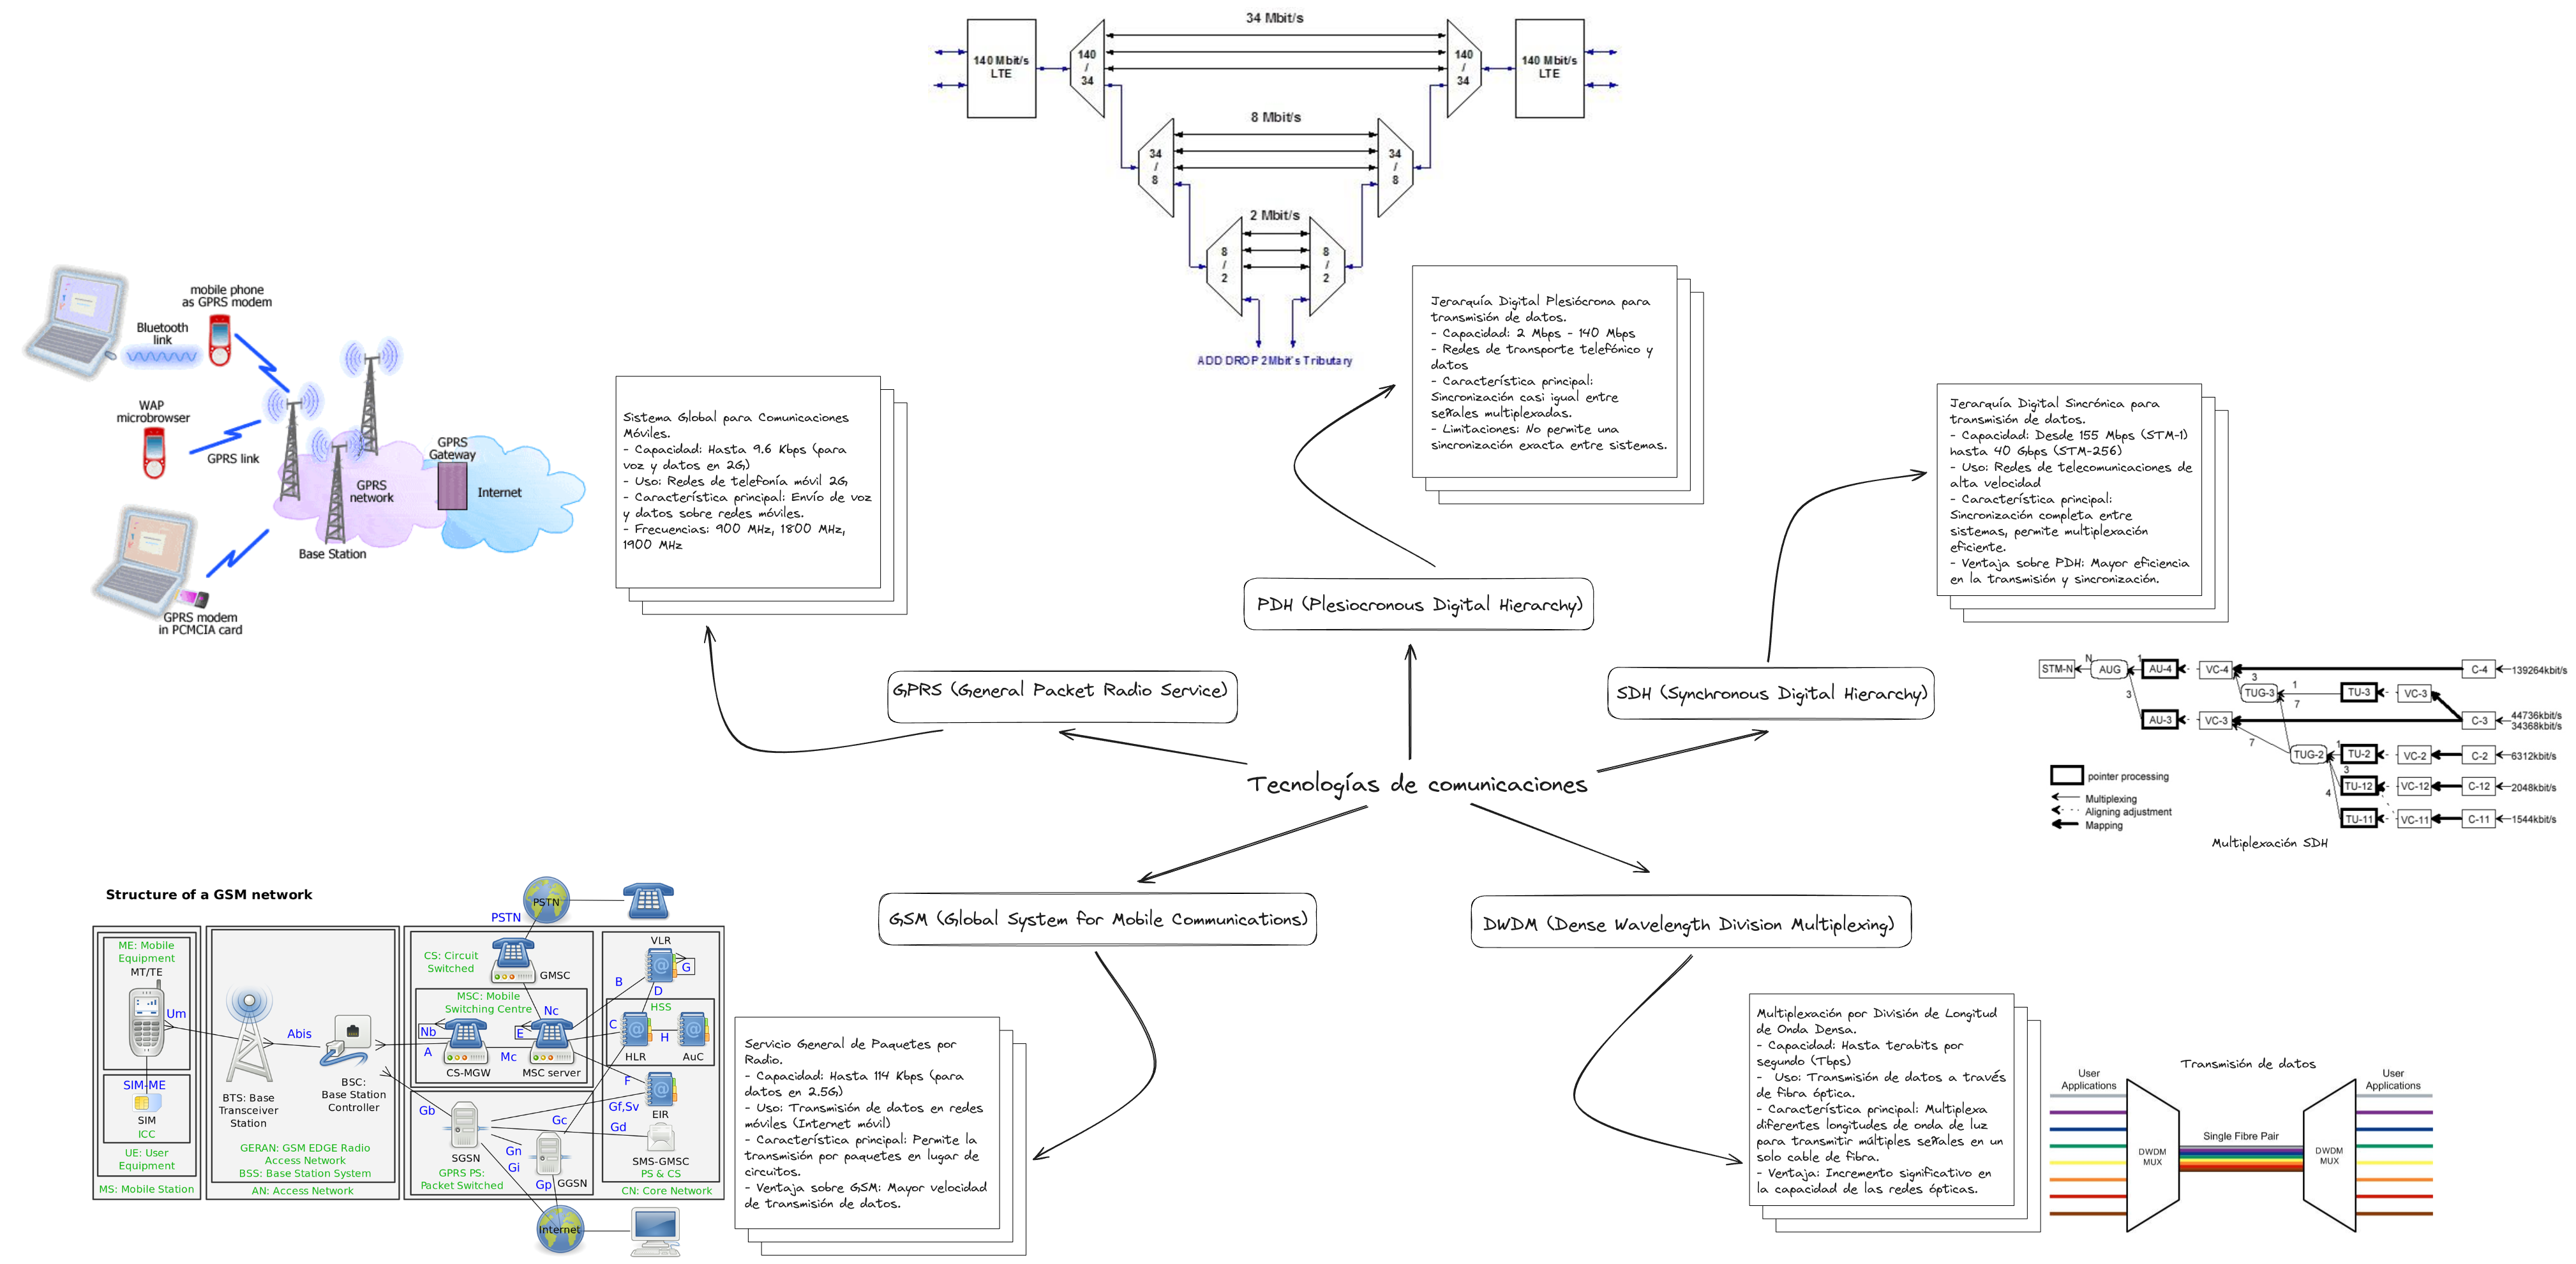 34 Mbit/s
140 Mbit/s
LTE
140
/
34
140
/
34
140 Mbit/s
LTE
8 Mbit/s
34
/
8
34
/
8
2 Mbit/s
8
/
2
8
/
2
ADD DROP 2Mbit's Tributary
mobile phone
as GPRS modem
Bluetooth
link
WAP
microbrowser
GPRS link
GPRS
network
GPRS
Gateway
Internet
Base Station
GPRS modem
in PCMCIA card
Sistema Global para Comunicaciones
Móviles.
- Capacidad: Hasta 9.6 Kbps (para
voz y datos en 2G)
- Uso: Redes de telefonía móvil 2G
- Característica principal: Envío de voz
y datos sobre redes móviles.
- Frecuencias: 900 MHz, 1800 MHz,
1900 MHz
Jerarquía Digital Plesiócrona para
transmisión de datos.
- Capacidad: 2 Mbps - 140 Mbps
- Redes de transporte telefónico y
datos
- Característica principal:
Sincronización casi igual entre
señales multiplexadas.
- Limitaciones: No permite una
sincronización exacta entre sistemas.
Jerarquía Digital Sincrónica para
transmisión de datos.
- Capacidad: Desde 155 Mbps (STM-1)
hasta 40 Gbps (STM-256)
- Uso: Redes de telecomunicaciones de
alta velocidad
- Característica principal:
Sincronización completa entre
sistemas, permite multiplexación
eficiente.
- Ventaja sobre PDH: Mayor eficiencia
en la transmisión y sincronización.
PDH (Plesiocronous Digital Hierarchy)
GPRS (General Packet Radio Service)
SDH (Synchronous Digital Hierarchy)
Tecnologías de comunicaciones
GSM (Global System for Mobile Communications)
DWDM (Dense Wavelength Division Multiplexing)
STM-N
N
AUG
1
AU-4
VC-4
C-4
139264kbit/s
3
3
TUG-3
1
TU-3
VC-3
7
AU-3
VC-3
C-3
44736kbit/s
34368kbit/s
7
TUG-2
1
TU-2
VC-2
C-2
6312kbit/s
3
TU-12
VC-12
C-12
2048kbit/s
4
TU-11
VC-11
C-11
1544kbit/s
pointer processing
Multiplexing
Aligning adjustment
Mapping
Multiplexación SDH
Structure of a GSM network
PSTN
PSTN
ME: Mobile
Equipment
MT/TE
Um
SIM-ME
SIM
ICC
UE: User
Equipment
MS: Mobile Station
Abis
BTS: Base
Transceiver
Station
BSC:
Base Station
Controller
GERAN: GSM EDGE Radio
Access Network
BSS: Base Station System
AN: Access Network
CS: Circuit
Switched
GMSC
MSC: Mobile
Switching Centre
Nc
Nb
E
A
Mc
CS-MGW
MSC server
VLR
G
B
D
HSS
C
H
HLR
AuC
F
EIR
Gb
Gf,Sv
Gc
Gd
Gn
Gi
SGSN
GPRS PS:
Packet Switched
Gp
GGSN
SMS-GMSC
PS & CS
CN: Core Network
Internet
Servicio General de Paquetes por
Radio.
- Capacidad: Hasta 114 Kbps (para
datos en 2.5G)
- Uso: Transmisión de datos en redes
móviles (Internet móvil)
- Característica principal: Permite la
transmisión por paquetes en lugar de
circuitos.
- Ventaja sobre GSM: Mayor velocidad
de transmisión de datos.
Multiplexación por División de Longitud
de Onda Densa.
- Capacidad: Hasta terabits por
segundo (Tbps)
- Uso: Transmisión de datos a través
de fibra óptica.
- Característica principal: Multiplexa
diferentes longitudes de onda de luz
para transmitir múltiples señales en un
solo cable de fibra.
- Ventaja: Incremento significativo en
la capacidad de las redes ópticas.
Transmisión de datos
User
Applications
User
Applications
Single Fibre Pair
DWDM
MUX
DWDM
MUX